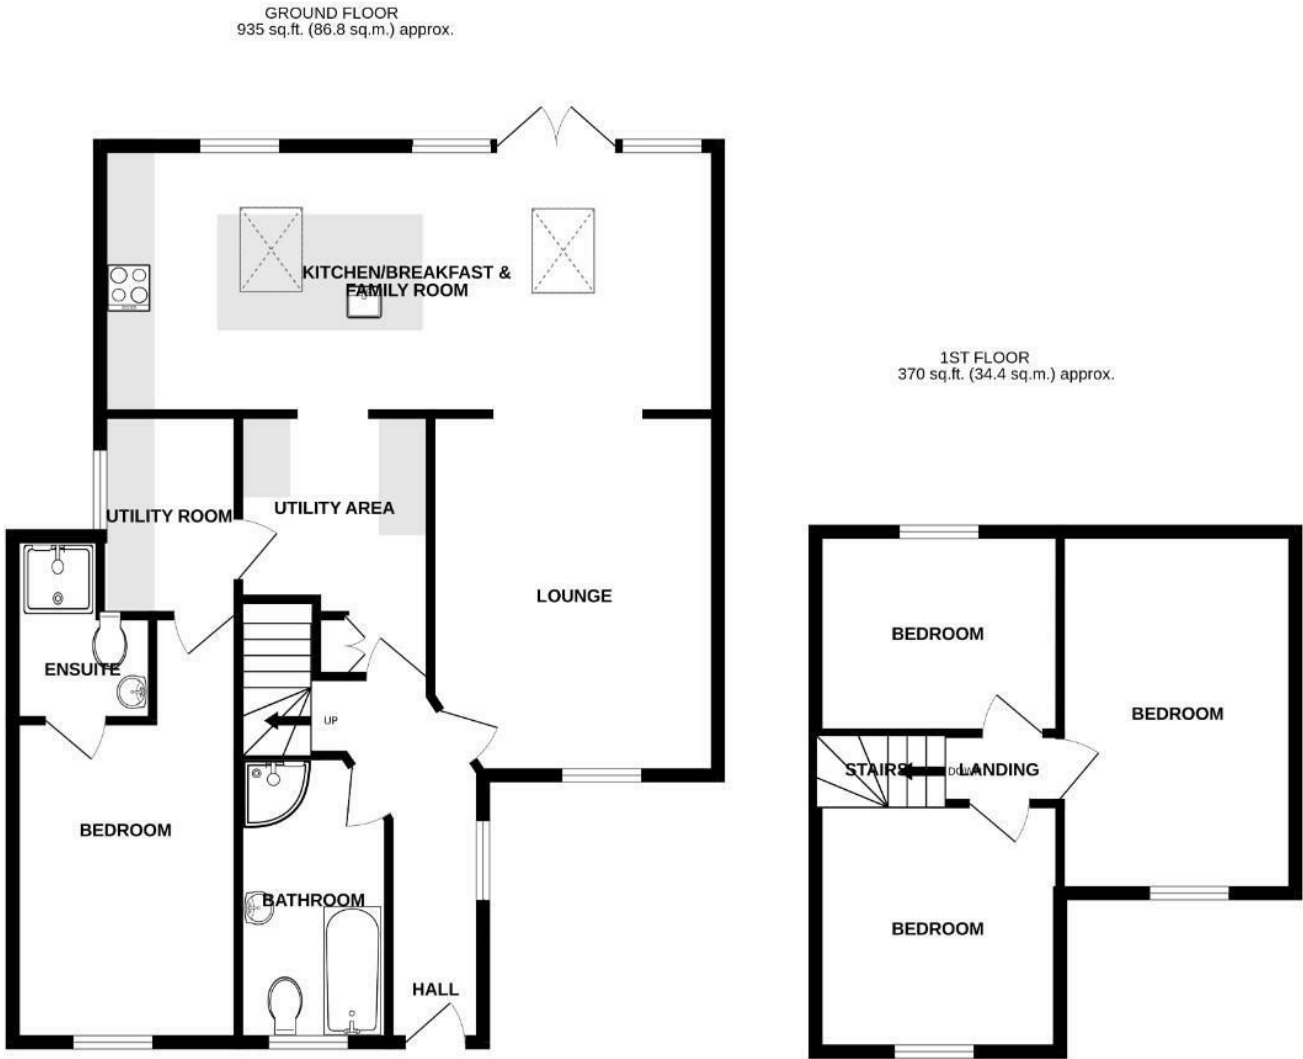 GROUND FLOOR
935 sq.ft. (86.8 sq.m.) approx.
KITCHEN/BREAKFAST &
FAMILY ROOM
UTILITY ROOM
UTILITY AREA
LOUNGE
ENSUITE
UP
BEDROOM
BATHROOM
HALL
1ST FLOOR
370 sq.ft. (34.4 sq.m.) approx.
BEDROOM
BEDROOM
STAIRS
DOWN
LANDING
BEDROOM